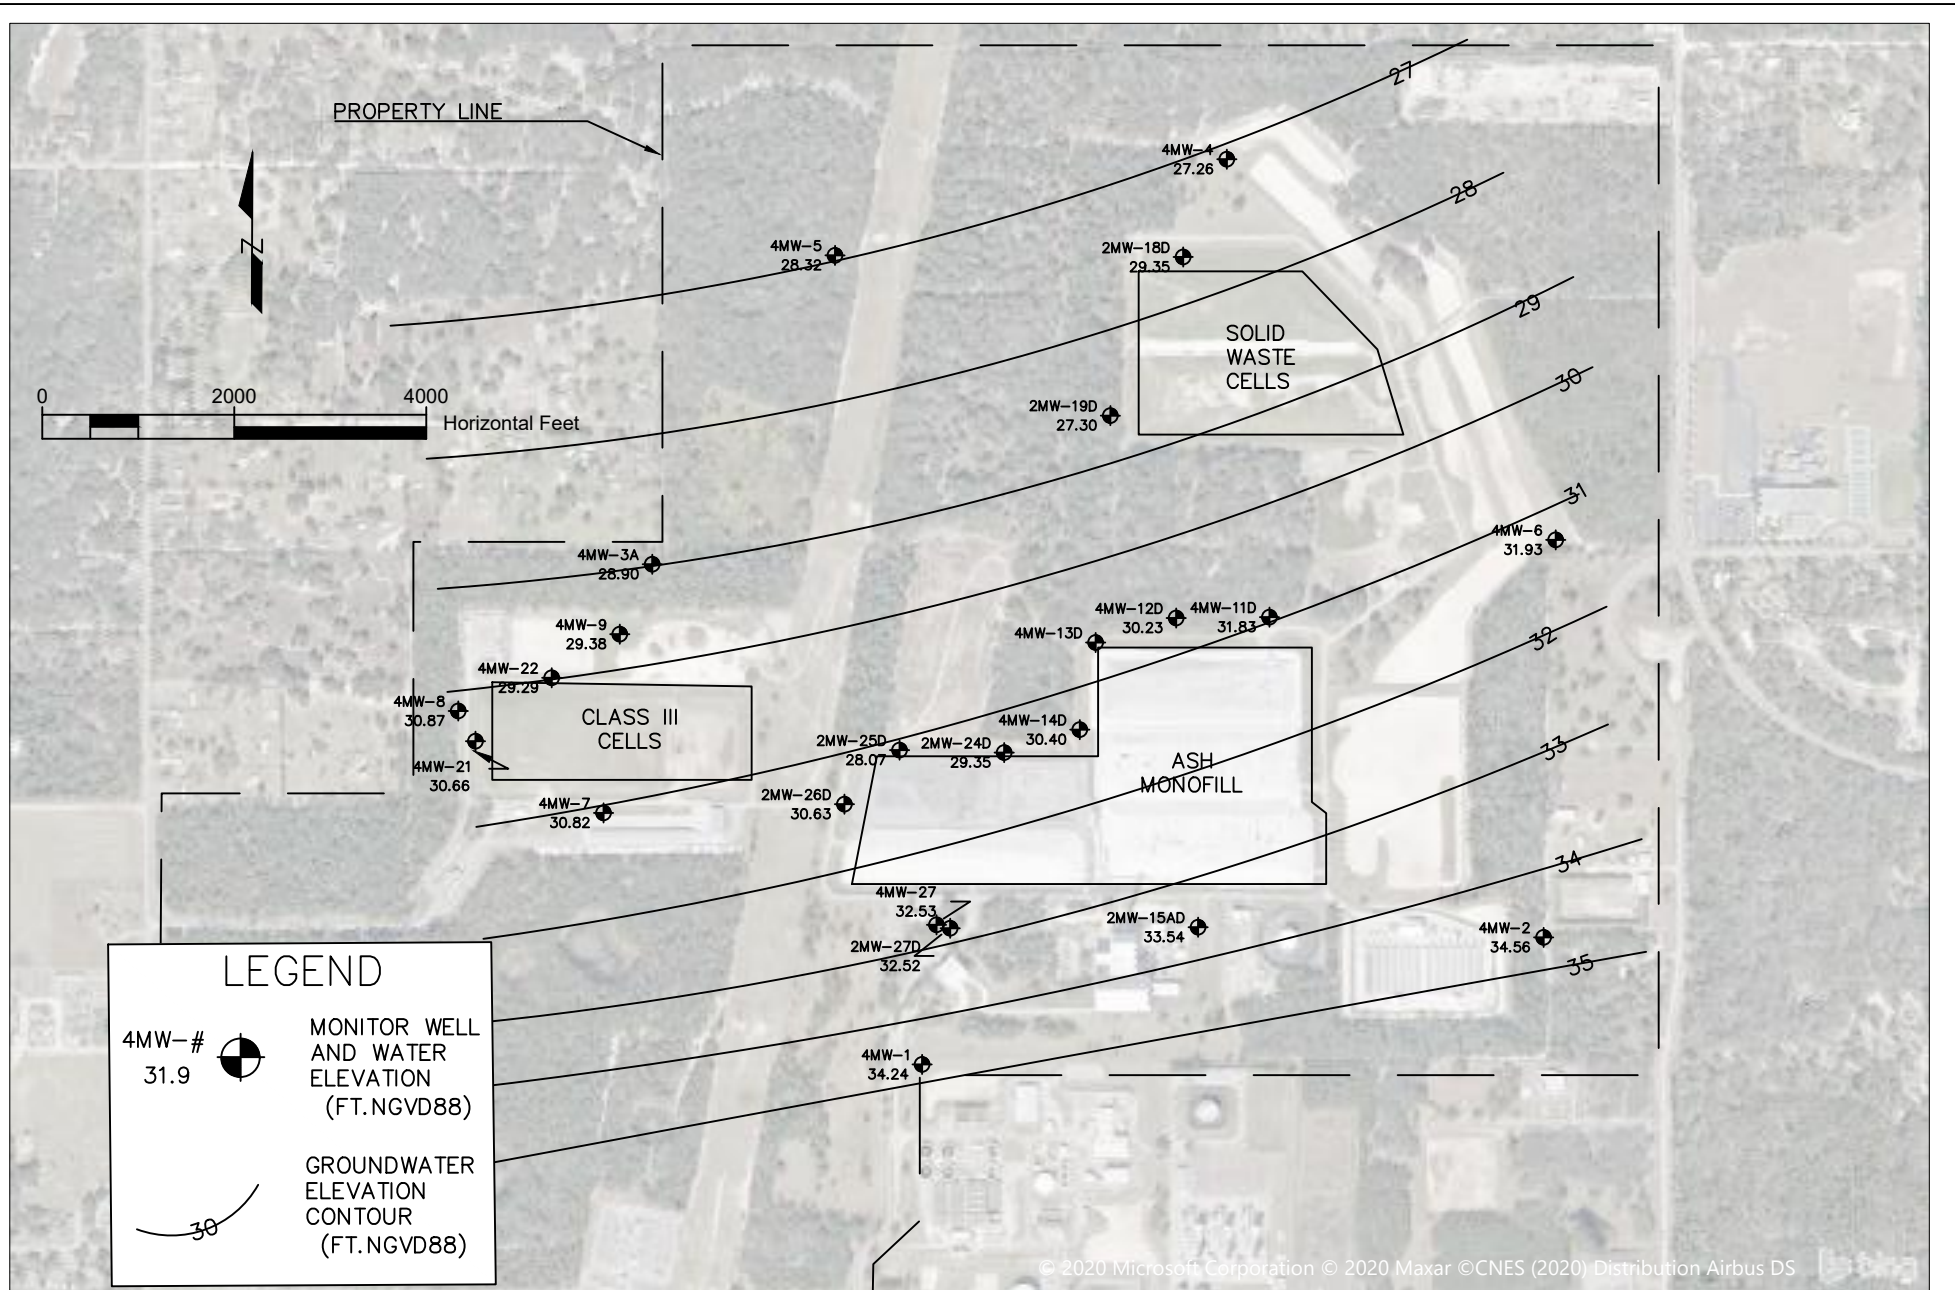 27
PROPERTY LINE
4MW-4
27.26
28
4MW-5
28.32
2MW-18D
29.35
N
29
SOLID
WASTE
CELLS
30
0 2000 4000
Horizontal Feet
2MW-19D
27.30
31
4MW-6
31.93
4MW-3A
28.90
4MW-12D
30.23
4MW-11D
31.83
4MW-9
29.38
4MW-13D
32
4MW-22
29.29
4MW-8
30.87
CLASS III
CELLS
4MW-14D
30.40
2MW-25D
28.07
2MW-24D
29.35
33
4MW-21
30.66
ASH
MONOFILL
4MW-7
30.82
2MW-26D
30.63
34
4MW-27
32.53
2MW-15AD
33.54
4MW-2
34.56
2MW-27D
32.52
35
4MW-1
34.24
LEGEND
4MW-#
31.9
MONITOR WELL
AND WATER
ELEVATION
(FT.NGVD88)
30
GROUNDWATER
ELEVATION
CONTOUR
(FT.NGVD88)
© 2020 Microsoft Corporation © 2020 Maxar ©CNES (2020) Distribution Airbus DS